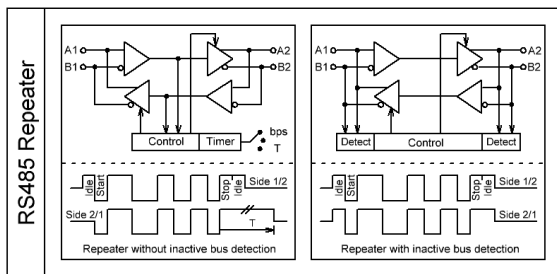 RS485 Repeater
A1
A2
B1
B2
Control
Timer
bps
T
Idle
Start
Stop
Idle
Side 1/2
Side 2/1
T
Repeater without inactive bus detection
A1
A2
B1
B2
Detect
Control
Detect
Idle
Start
Stop
Idle
Side 1/2
Side 2/1
Repeater with inactive bus detection